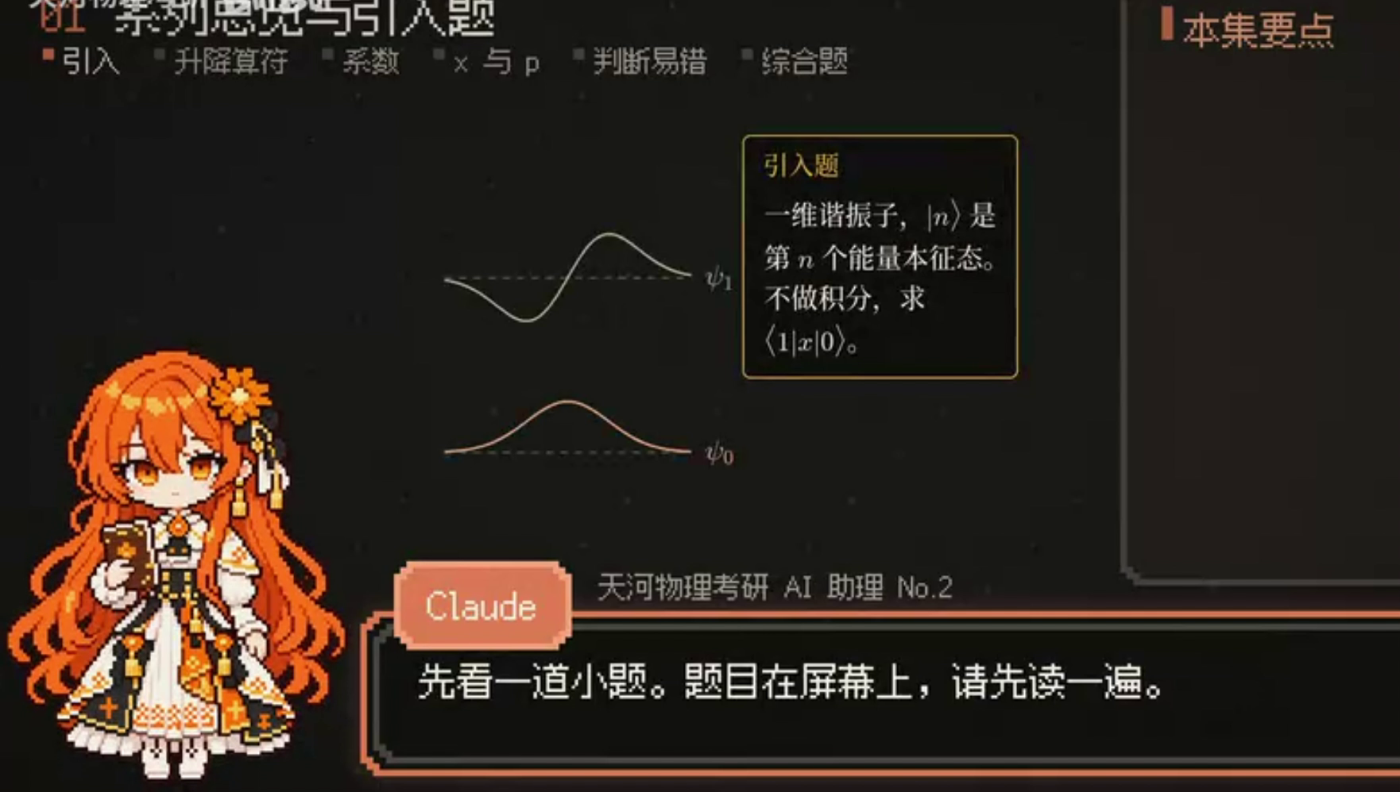 01 系列总览与引入题
本集要点
引入 升降算符 系数 x 与 p 判断易错 综合题
引入题
一维谐振子，|n⟩ 是
第 n 个能量本征态。
不做积分，求
⟨1|x|0⟩。
ψ₁
ψ₀
Claude
天河物理考研 AI 助理 No.2
先看一道小题。题目在屏幕上，请先读一遍。